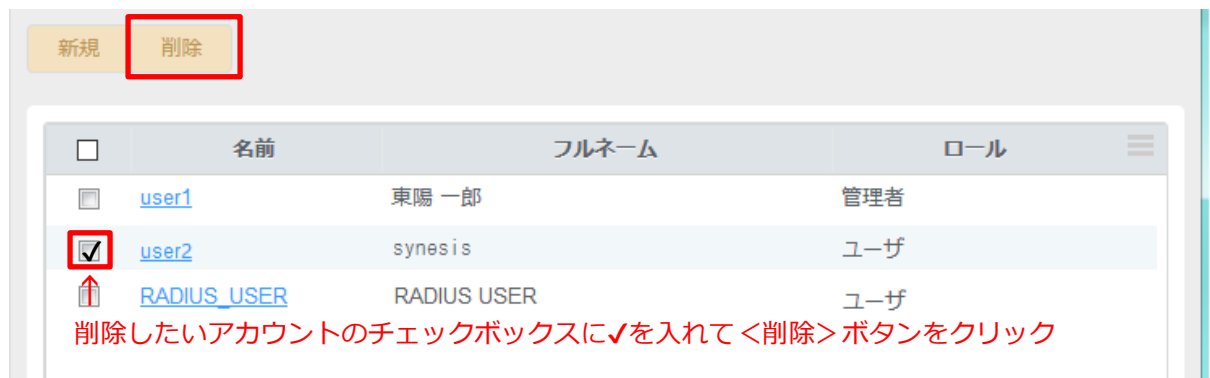 新規 削除
名前 フルネーム ロール
user1 東陽 一郎 管理者
user2 synesis ユーザ
RADIUS_USER RADIUS USER ユーザ
削除したいアカウントのチェックボックスに✓を入れて<削除>ボタンをクリック